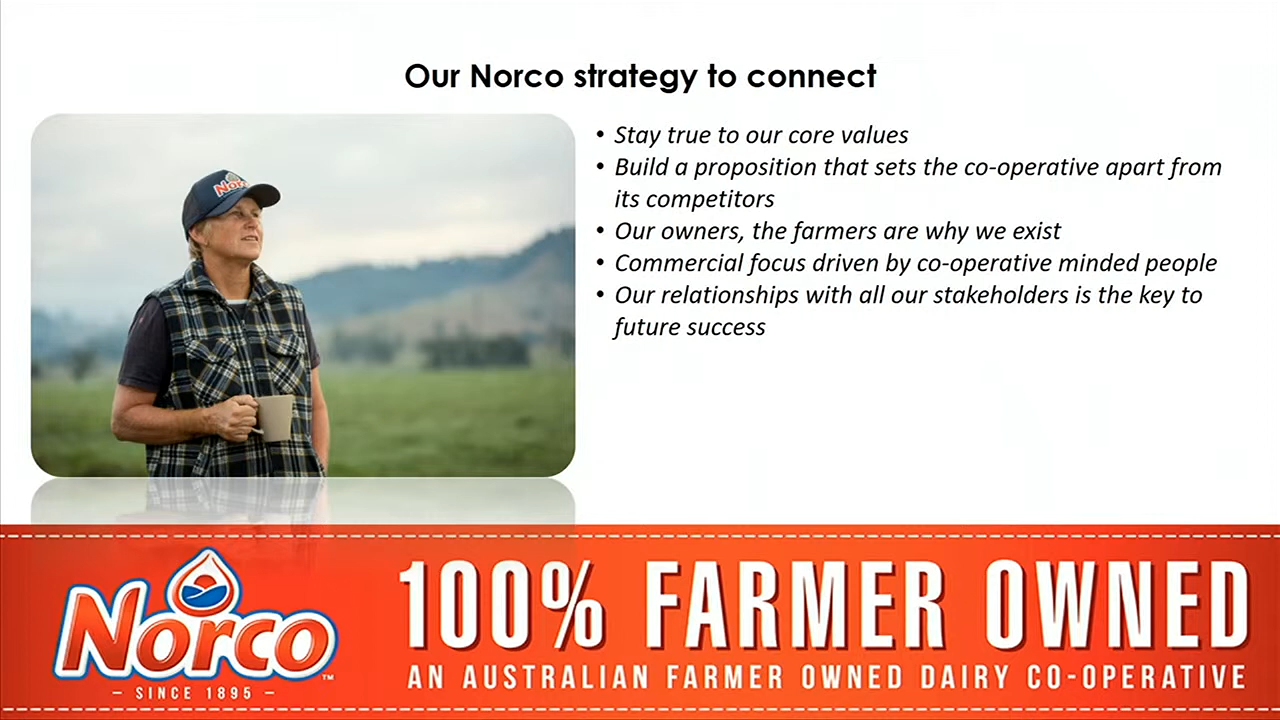 Our Norco strategy to connect
Norco
• Stay true to our core values
• Build a proposition that sets the co-operative apart from
its competitors
• Our owners, the farmers are why we exist
• Commercial focus driven by co-operative minded people
• Our relationships with all our stakeholders is the key to
future success
Norco™
– SINCE 1895 –
100% FARMER OWNED
AN AUSTRALIAN FARMER OWNED DAIRY CO-OPERATIVE